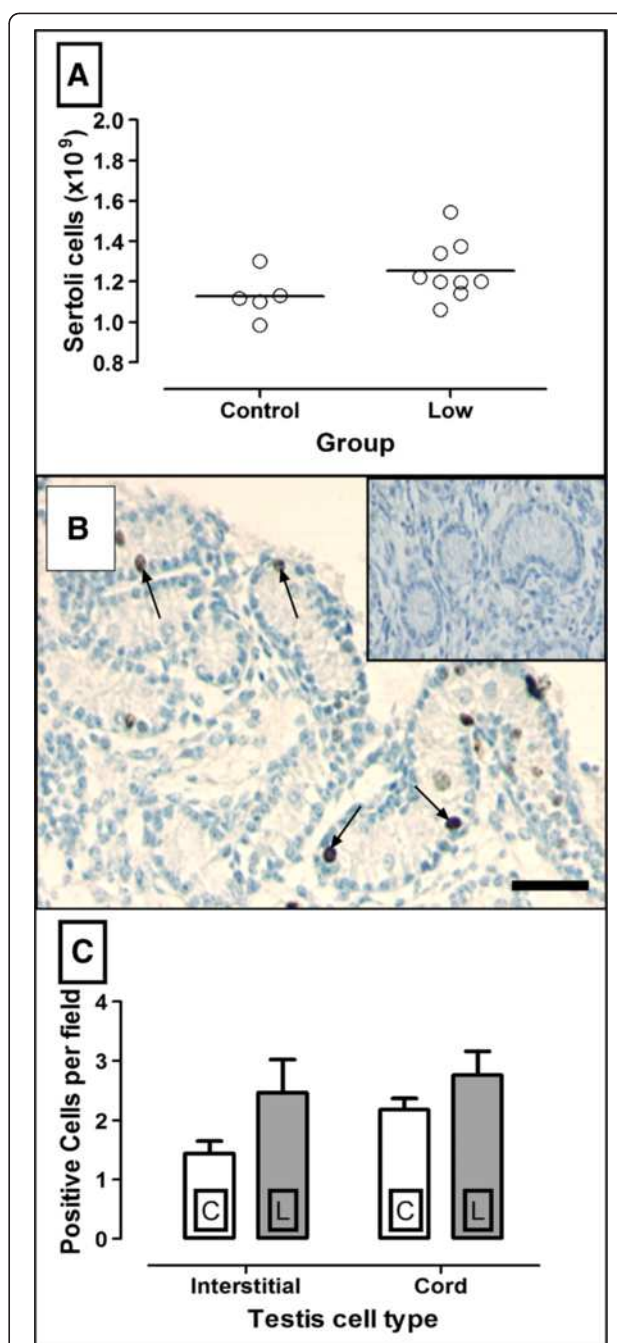 A
Sertoli cells (x10⁹)
2.0
1.8
1.6
1.4
1.2
1.0
0.8
Control Low
Group
B
C
Positive Cells per field
4
3
2
1
0
C L C L
Interstitial Cord
Testis cell type